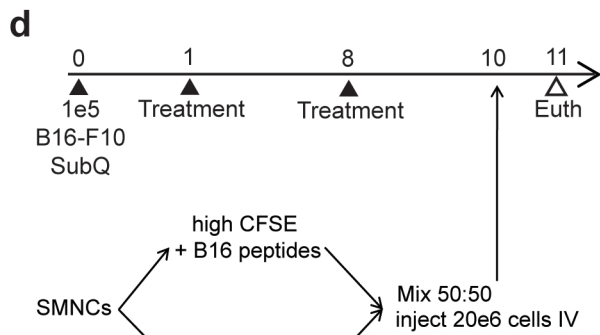 d
0 1 8 10 11
1e5 Treatment Treatment Euth
B16-F10
SubQ
high CFSE
+ B16 peptides
SMNCs
Mix 50:50
inject 20e6 cells IV